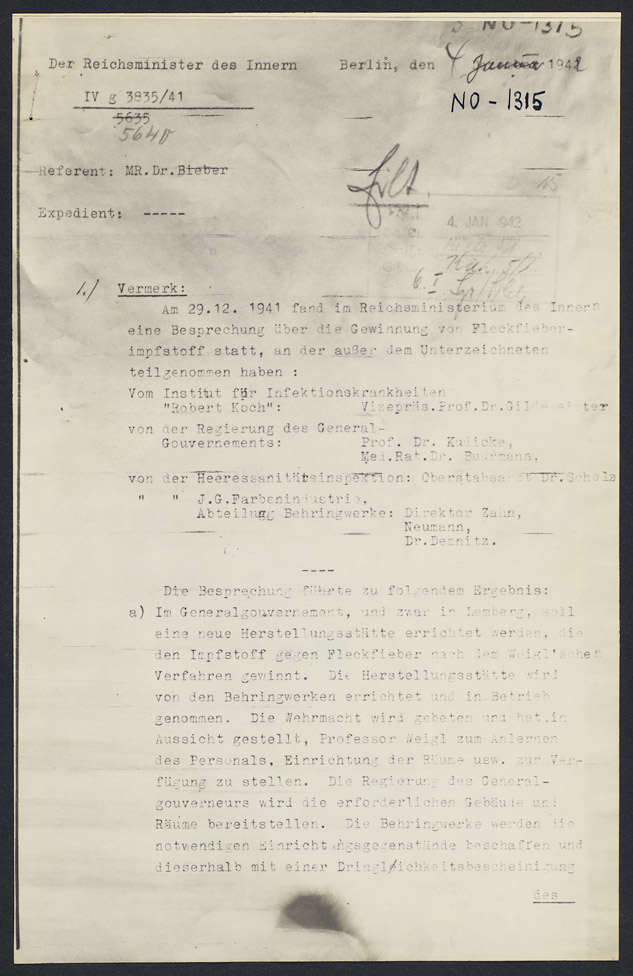 NO-1315
Der Reichsminister des Innern Berlin, den 4 Januar 1942
IV g 3835/41
NO-1315
5635
5640
Referent: MR.Dr.Bieber
Expedient: -----
4. JAN. 1942
1./ Vermerk:
Am 29.12. 1941 fand im Reichsministerium des Innern
eine Besprechung über die Gewinnung von Fleckfieber-
impfstoff statt, an der außer dem Unterzeichneten
teilgenommen haben :
Vom Institut für Infektionskrankheiten
"Robert Koch": Vizepräs.Prof.Dr.Gildemeister
von der Regierung des General-
Gouvernements: Prof. Dr. Kudicke,
Med.Rat.Dr. Buurmann,
von der Heeressanitätsinspektion: Oberstabsarzt Dr.Scholz
" " J.G.Farbenindustrie,
Abteilung Behringwerke: Direktor Zahn,
Neumann,
Dr.Demnitz.
----
Die Besprechung führte zu folgendem Ergebnis:
a) Im Generalgouvernement, und zwar in Lemberg, soll
eine neue Herstellungsstätte errichtet werden, die
den Impfstoff gegen Fleckfieber nach dem Weigl'schen
Verfahren gewinnt. Die Herstellungsstätte wird
von den Behringwerken errichtet und in Betrieb
genommen. Die Wehrmacht wird gebeten und hat in
Aussicht gestellt, Professor Weigl zum Anlernen
des Personals, Einrichtung der Räume usw. zur Ver-
fügung zu stellen. Die Regierung des General-
gouverneurs wird die erforderlichen Gebäude und
Räume bereitstellen. Die Behringwerke werden die
notwendigen Einrichtungsgegenstände beschaffen und
dieserhalb mit einer Dringl/ichkeitsbescheinigung
des